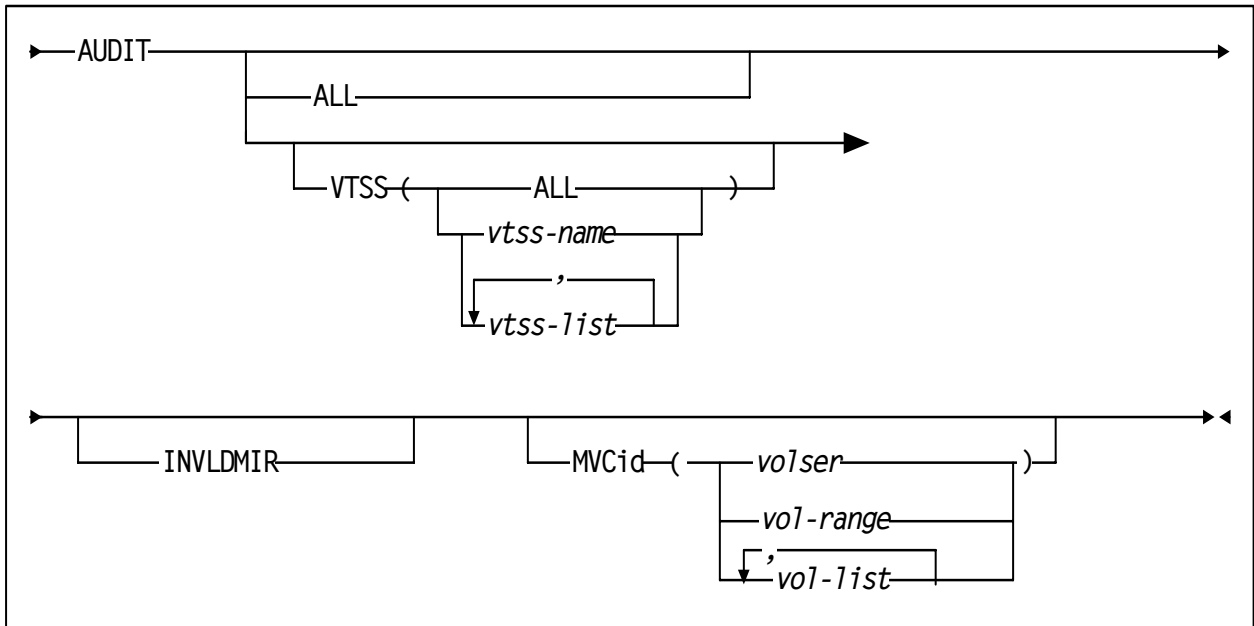 AUDIT
ALL
VTSS ( ALL )
vtss-name
,
vtss-list
INVLDMIR
MVCid ( volser )
vol-range
,
vol-list